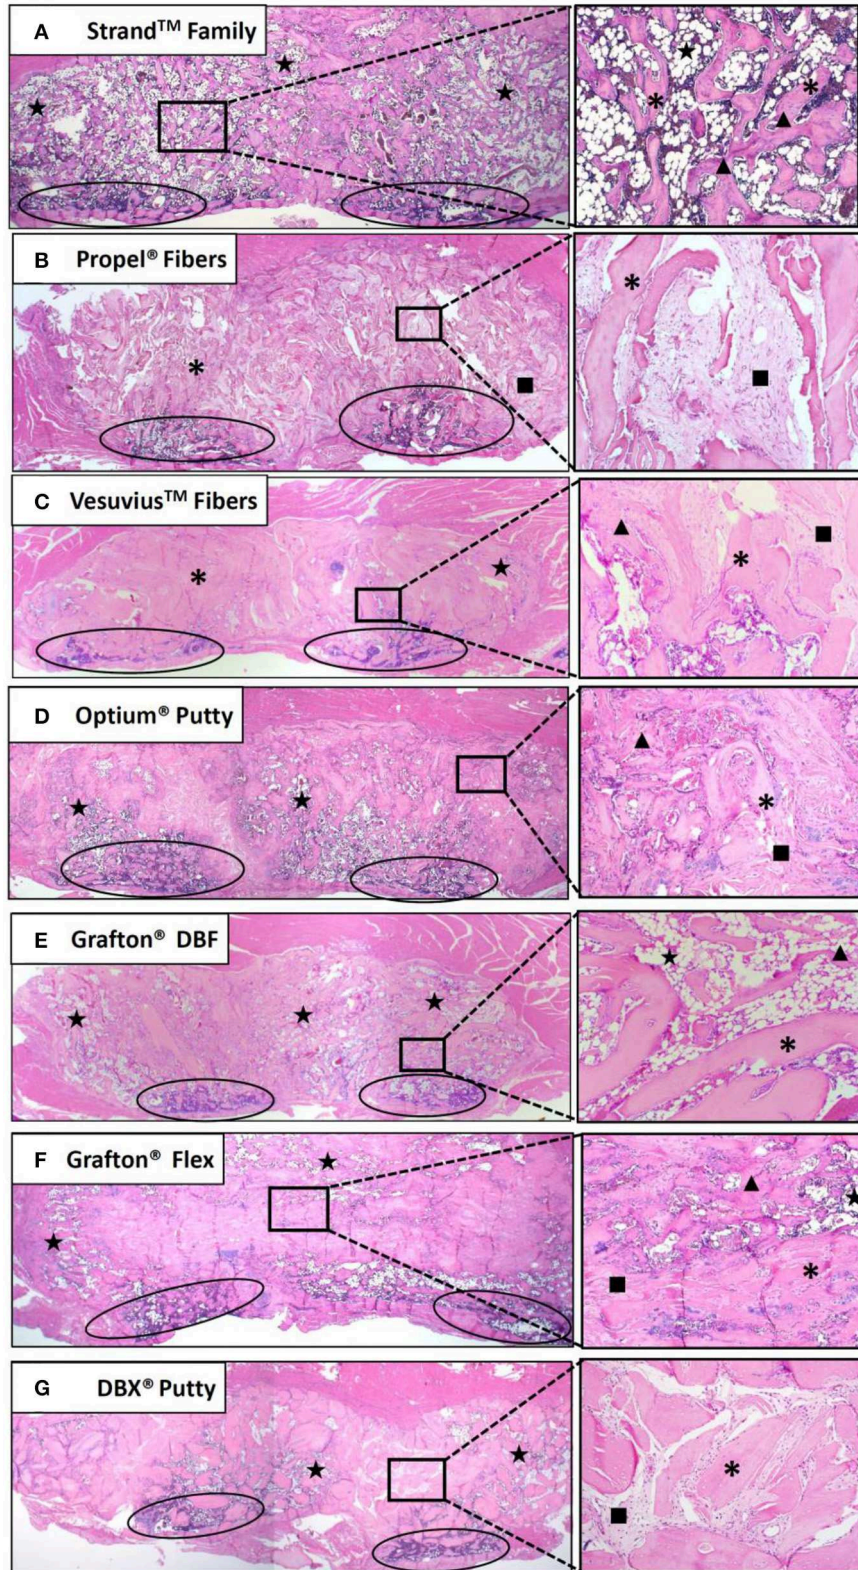 A Strand™ Family
B Propel® Fibers
C Vesuvius™ Fibers
D Optium® Putty
E Grafton® DBF
F Grafton® Flex
G DBX® Putty